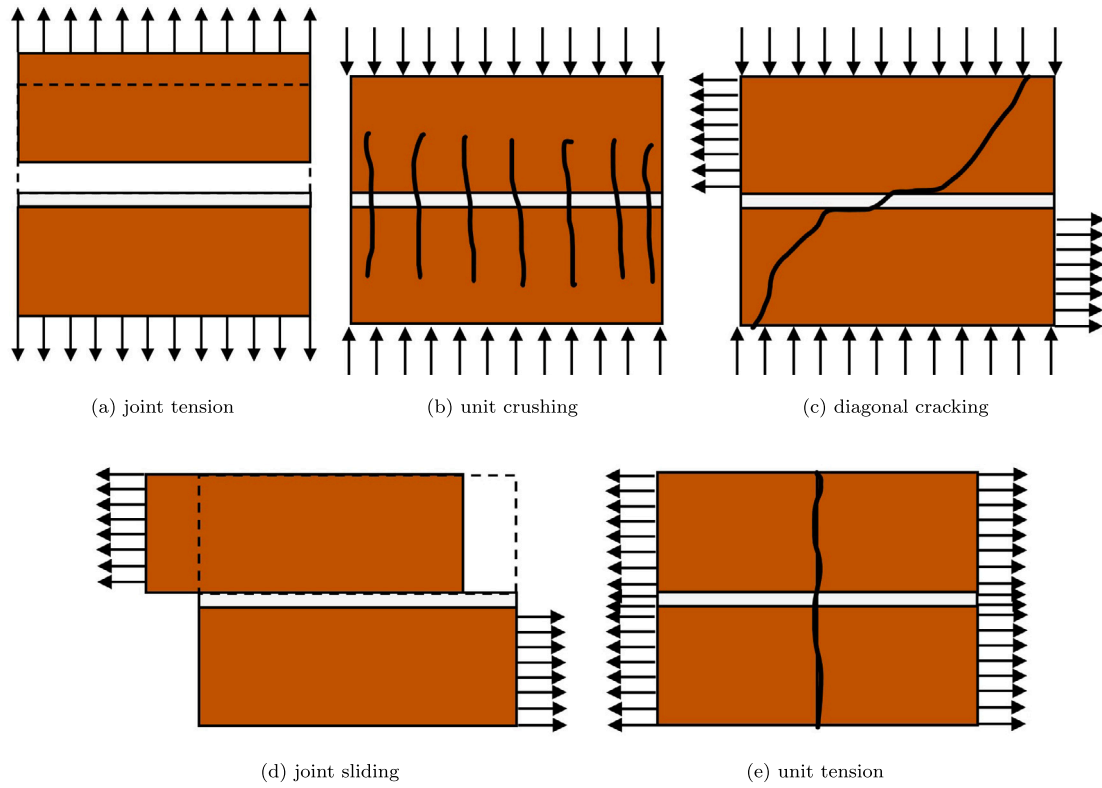 (a) joint tension
(b) unit crushing
(c) diagonal cracking
(d) joint sliding
(e) unit tension